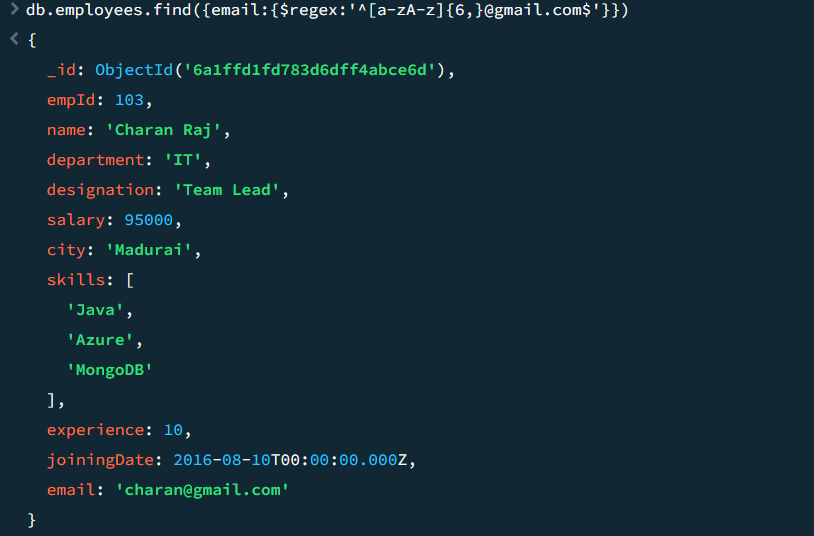 > db.employees.find({email:{$regex:'^[a-zA-z]{6,}@gmail.com$'}})
< {
_id: ObjectId('6a1ffd1fd783d6dff4abce6d'),
empId: 103,
name: 'Charan Raj',
department: 'IT',
designation: 'Team Lead',
salary: 95000,
city: 'Madurai',
skills: [
'Java',
'Azure',
'MongoDB'
],
experience: 10,
joiningDate: 2016-08-10T00:00:00.000Z,
email: 'charan@gmail.com'
}